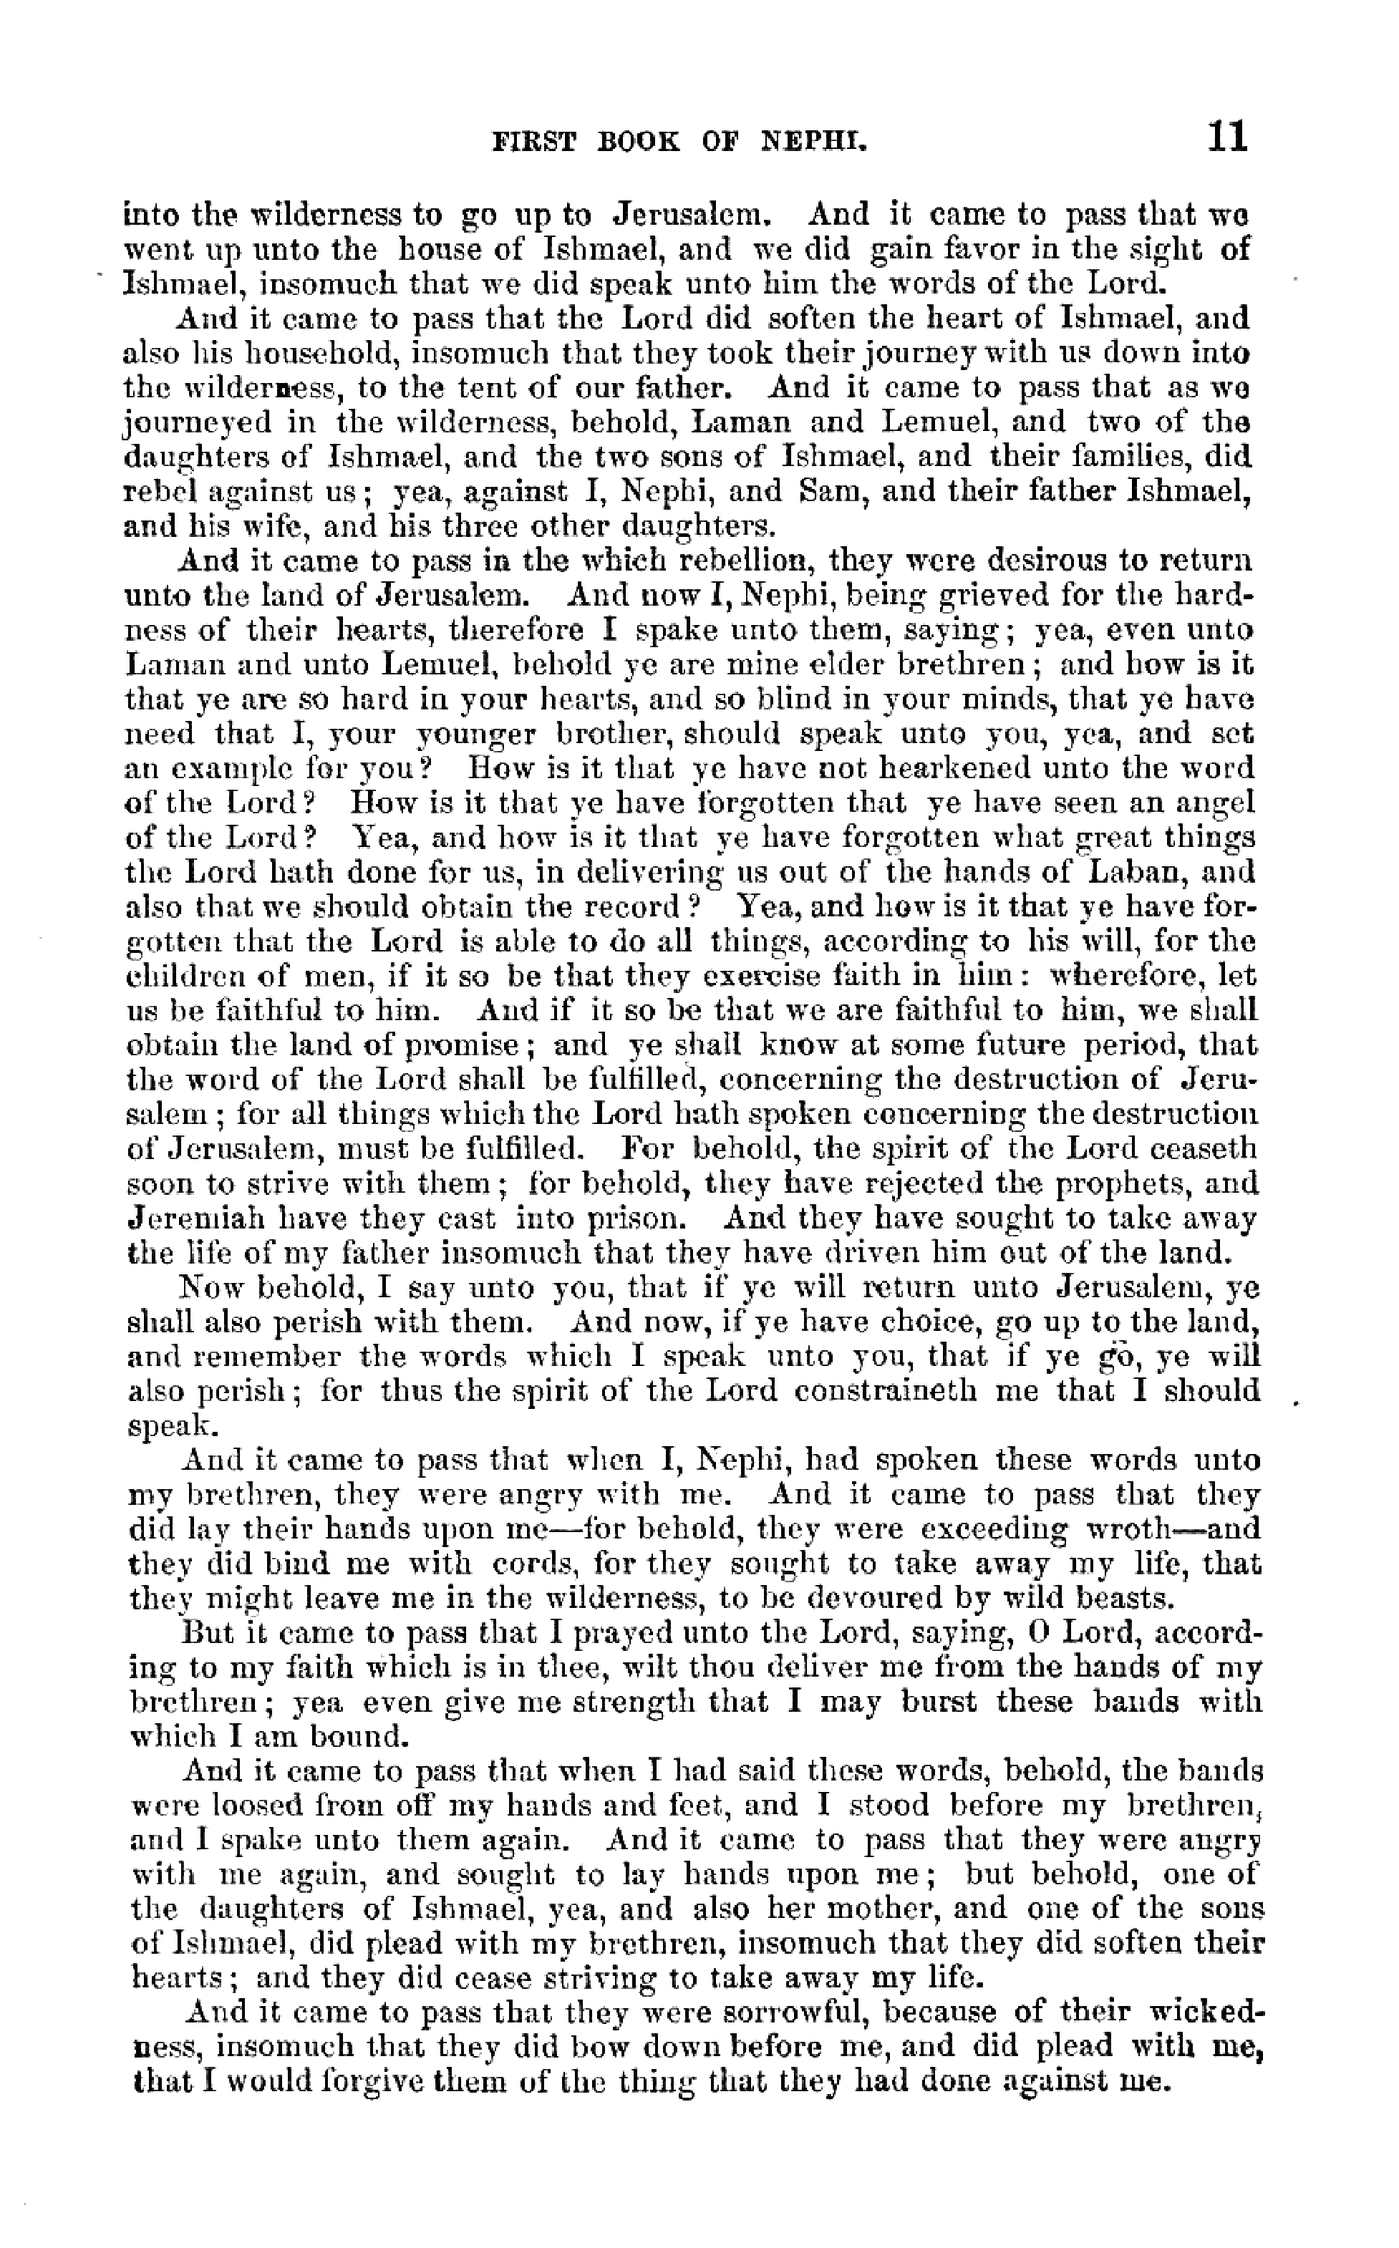 FIRST BOOK OF NEPHI. 11
into the wilderness to go up to Jerusalem. And it came to pass that we
went up unto the house of Ishmael, and we did gain favor in the sight of
Ishmael, insomuch that we did speak unto him the words of the Lord.
And it came to pass that the Lord did soften the heart of Ishmael, and
also his household, insomuch that they took their journey with us down into
the wilderness, to the tent of our father. And it came to pass that as we
journeyed in the wilderness, behold, Laman and Lemuel, and two of the
daughters of Ishmael, and the two sons of Ishmael, and their families, did
rebel against us; yea, against I, Nephi, and Sam, and their father Ishmael,
and his wife, and his three other daughters.
And it came to pass in the which rebellion, they were desirous to return
unto the land of Jerusalem. And now I, Nephi, being grieved for the hard-
ness of their hearts, therefore I spake unto them, saying; yea, even unto
Laman and unto Lemuel, behold ye are mine elder brethren; and how is it
that ye are so hard in your hearts, and so blind in your minds, that ye have
need that I, your younger brother, should speak unto you, yea, and set
an example for you? How is it that ye have not hearkened unto the word
of the Lord? How is it that ye have forgotten that ye have seen an angel
of the Lord? Yea, and how is it that ye have forgotten what great things
the Lord hath done for us, in delivering us out of the hands of Laban, and
also that we should obtain the record? Yea, and how is it that ye have for-
gotten that the Lord is able to do all things, according to his will, for the
children of men, if it so be that they exercise faith in him: wherefore, let
us be faithful to him. And if it so be that we are faithful to him, we shall
obtain the land of promise; and ye shall know at some future period, that
the word of the Lord shall be fulfilled, concerning the destruction of Jeru-
salem; for all things which the Lord hath spoken concerning the destruction
of Jerusalem, must be fulfilled. For behold, the spirit of the Lord ceaseth
soon to strive with them; for behold, they have rejected the prophets, and
Jeremiah have they cast into prison. And they have sought to take away
the life of my father insomuch that they have driven him out of the land.
Now behold, I say unto you, that if ye will return unto Jerusalem, ye
shall also perish with them. And now, if ye have choice, go up to the land,
and remember the words which I speak unto you, that if ye go, ye will
also perish; for thus the spirit of the Lord constraineth me that I should
speak.
And it came to pass that when I, Nephi, had spoken these words unto
my brethren, they were angry with me. And it came to pass that they
did lay their hands upon me—for behold, they were exceeding wroth—and
they did bind me with cords, for they sought to take away my life, that
they might leave me in the wilderness, to be devoured by wild beasts.
But it came to pass that I prayed unto the Lord, saying, O Lord, accord-
ing to my faith which is in thee, wilt thou deliver me from the hands of my
brethren; yea even give me strength that I may burst these bands with
which I am bound.
And it came to pass that when I had said these words, behold, the bands
were loosed from off my hands and feet, and I stood before my brethren,
and I spake unto them again. And it came to pass that they were angry
with me again, and sought to lay hands upon me; but behold, one of
the daughters of Ishmael, yea, and also her mother, and one of the sons
of Ishmael, did plead with my brethren, insomuch that they did soften their
hearts; and they did cease striving to take away my life.
And it came to pass that they were sorrowful, because of their wicked-
ness, insomuch that they did bow down before me, and did plead with me,
that I would forgive them of the thing that they had done against me.